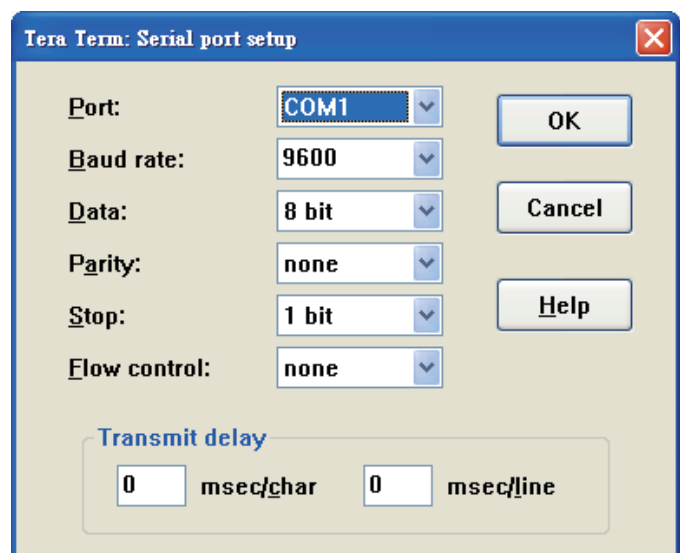 Tera Term: Serial port setup
Port: COM1
OK
Baud rate: 9600
Data: 8 bit
Cancel
Parity: none
Stop: 1 bit
Help
Flow control: none
Transmit delay
0 msec/char 0 msec/line